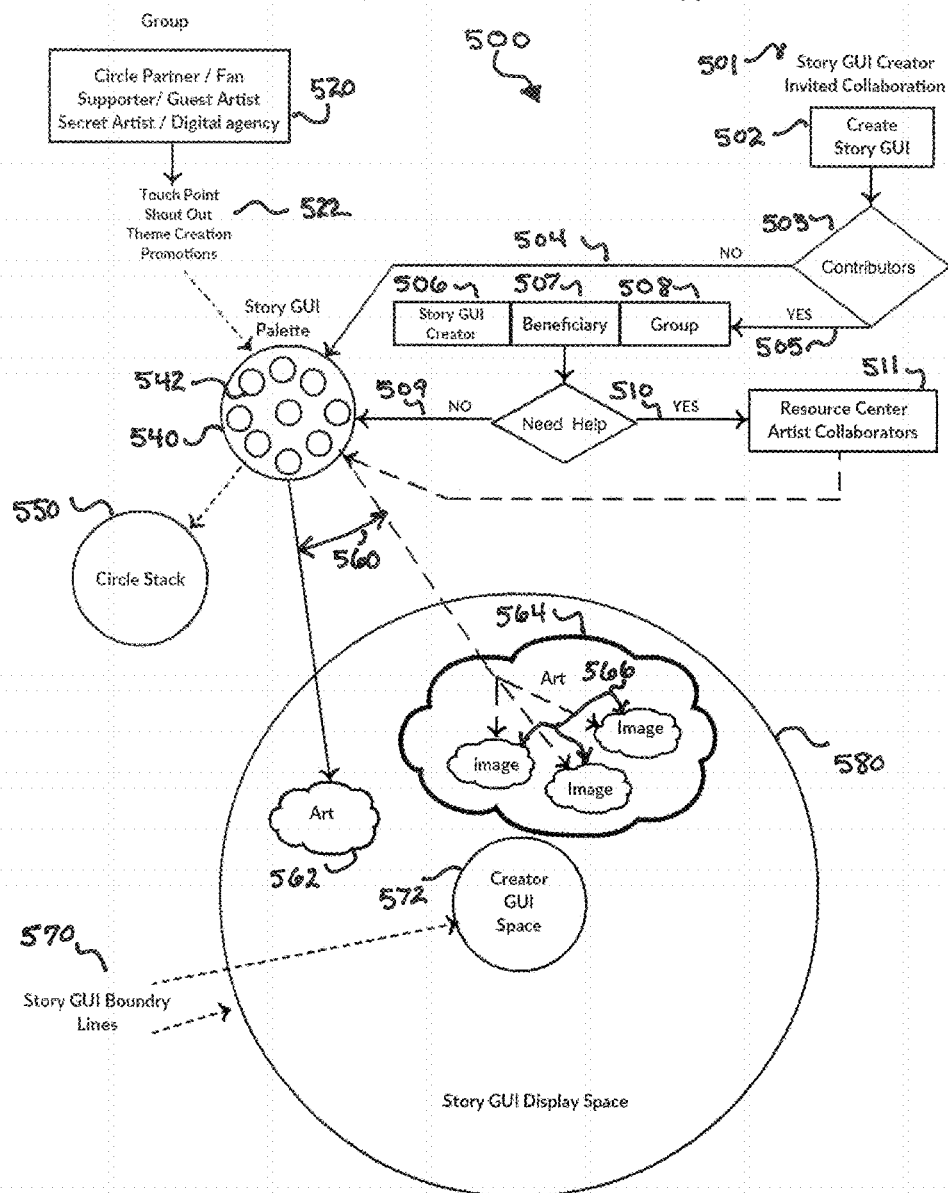 Group
Circle Partner / Fan
Supporter/ Guest Artist
Secret Artist / Digital agency
520
Touch Point
Shout Out
Theme Creation
Promotions
522
500
501
Story GUI Creator
Invited Collaboration
502
Create
Story GUI
503
Contributors
504
NO
YES
505
506
507
508
Story GUI
Creator
Beneficiary
Group
509
NO
Need Help
510
YES
511
Resource Center
Artist Collaborators
Story GUI
Palette
542
540
550
Circle Stack
560
564
Art
566
image
Image
Image
580
Art
562
572
Creator
GUI
Space
570
Story GUI Boundry
Lines
Story GUI Display Space